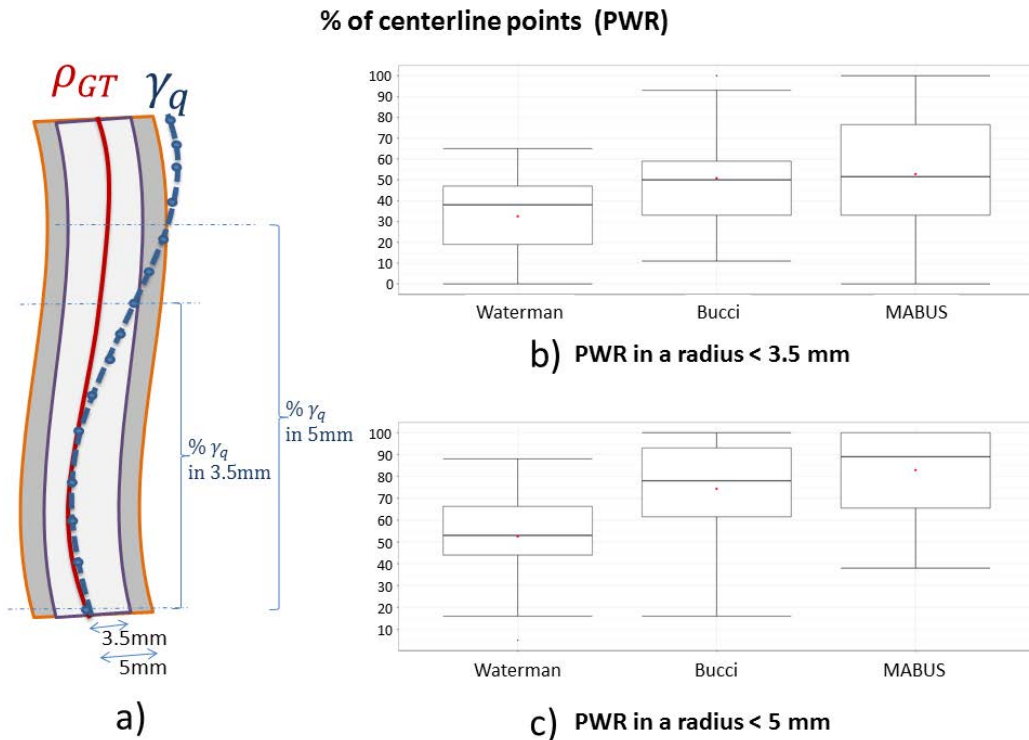 % of centerline points (PWR)
ρGT
γq
% γq
in 3.5mm
% γq
in 5mm
3.5mm
5mm
a)
100
90
80
70
60
50
40
30
20
10
0
Waterman Bucci MABUS
b) PWR in a radius < 3.5 mm
100
90
80
70
60
50
40
30
20
10
Waterman Bucci MABUS
c) PWR in a radius < 5 mm